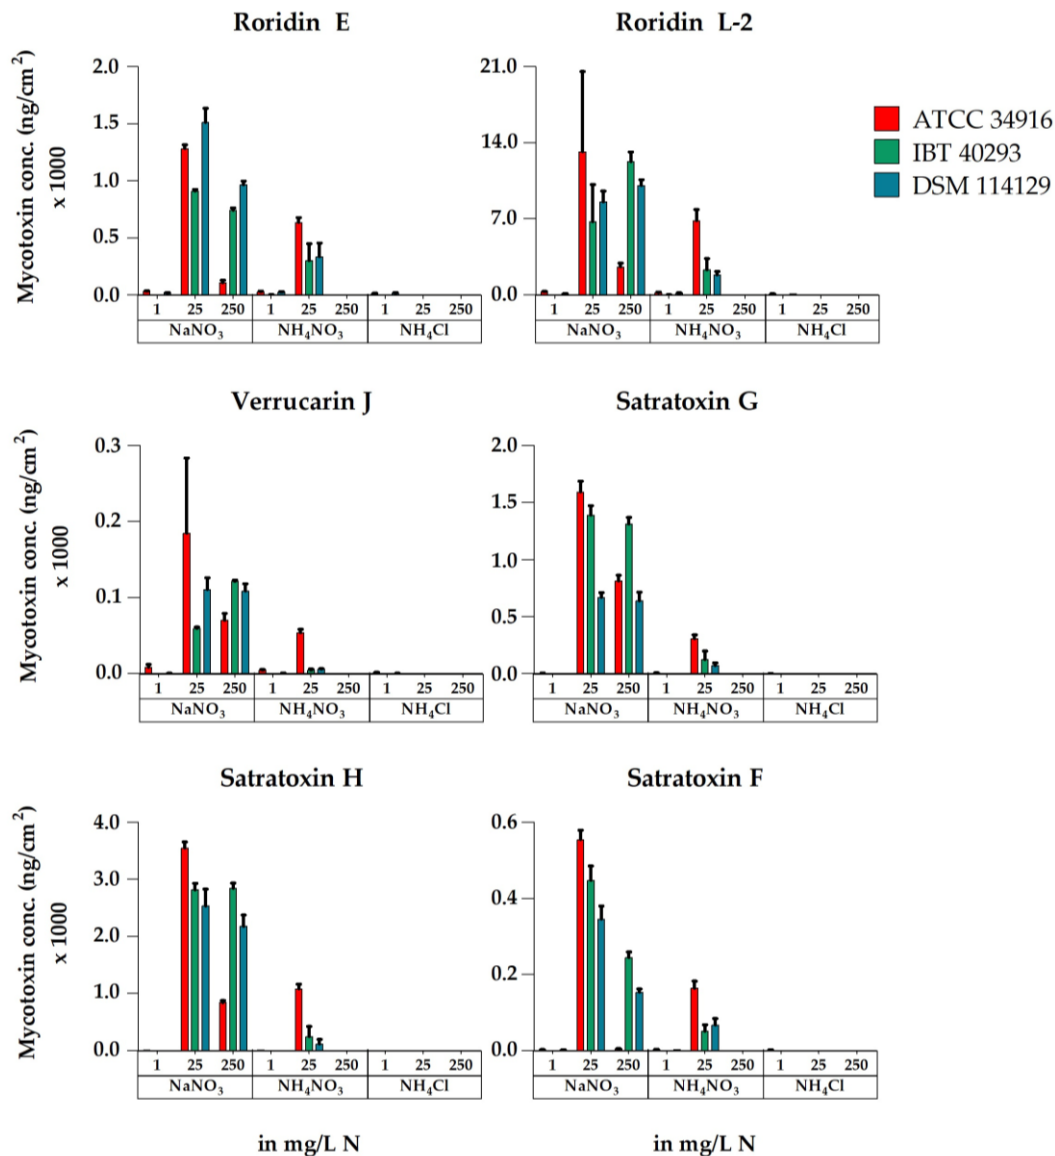 Roridin E
Mycotoxin conc. (ng/cm²)
x 1000
2.0
1.5
1.0
0.5
0.0
1 25 250 1 25 250 1 25 250
NaNO₃ NH₄NO₃ NH₄Cl
Roridin L-2
21.0
14.0
7.0
0.0
1 25 250 1 25 250 1 25 250
NaNO₃ NH₄NO₃ NH₄Cl
ATCC 34916
IBT 40293
DSM 114129
Verrucarin J
Mycotoxin conc. (ng/cm²)
x 1000
0.3
0.2
0.1
0.0
1 25 250 1 25 250 1 25 250
NaNO₃ NH₄NO₃ NH₄Cl
Satratoxin G
2.0
1.5
1.0
0.5
0.0
1 25 250 1 25 250 1 25 250
NaNO₃ NH₄NO₃ NH₄Cl
Satratoxin H
Mycotoxin conc. (ng/cm²)
x 1000
4.0
3.0
2.0
1.0
0.0
1 25 250 1 25 250 1 25 250
NaNO₃ NH₄NO₃ NH₄Cl
in mg/L N
Satratoxin F
0.6
0.4
0.2
0.0
1 25 250 1 25 250 1 25 250
NaNO₃ NH₄NO₃ NH₄Cl
in mg/L N